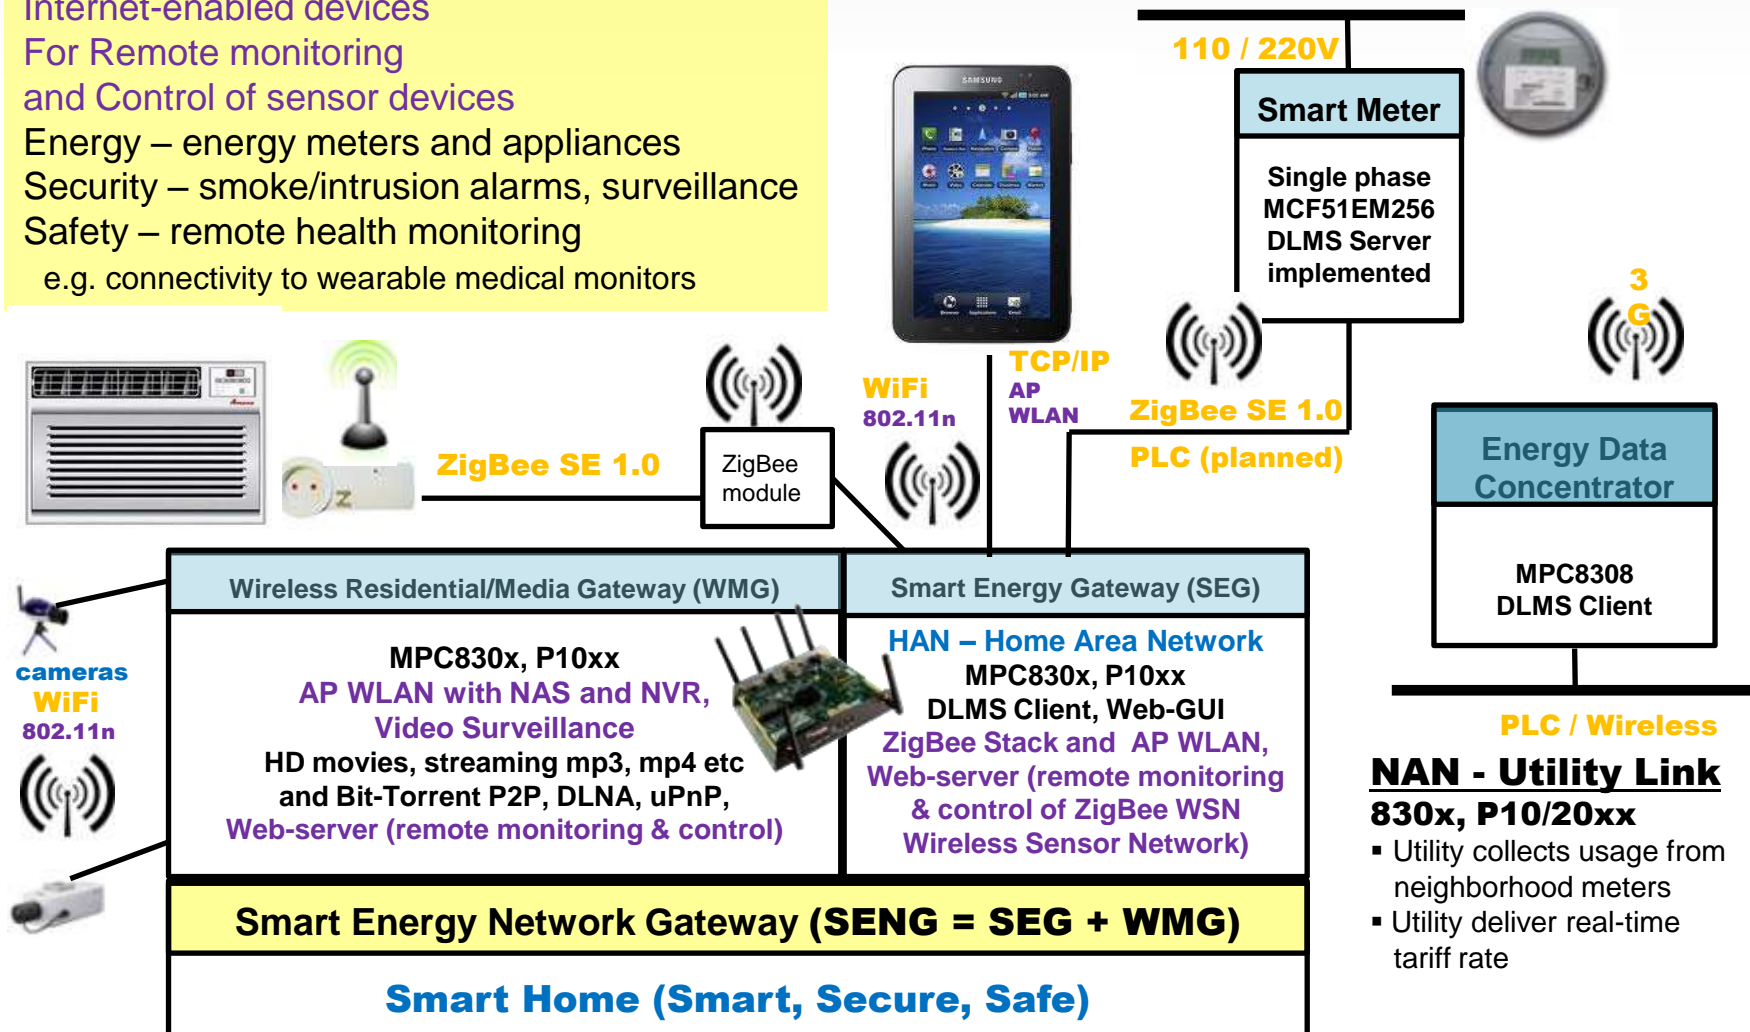 Internet-enabled devices
For Remote monitoring
and Control of sensor devices
Energy – energy meters and appliances
Security – smoke/intrusion alarms, surveillance
Safety – remote health monitoring
e.g. connectivity to wearable medical monitors
SAMSUNG
110 / 220V
Smart Meter
Single phase
MCF51EM256
DLMS Server
implemented
3
G
TCP/IP
AP
WLAN
WiFi
802.11n
ZigBee SE 1.0
PLC (planned)
ZigBee SE 1.0
ZigBee
module
Energy Data
Concentrator
MPC8308
DLMS Client
PLC / Wireless
NAN - Utility Link
830x, P10/20xx
▪ Utility collects usage from
neighborhood meters
▪ Utility deliver real-time
tariff rate
cameras
WiFi
802.11n
Wireless Residential/Media Gateway (WMG)
MPC830x, P10xx
AP WLAN with NAS and NVR,
Video Surveillance
HD movies, streaming mp3, mp4 etc
and Bit-Torrent P2P, DLNA, uPnP,
Web-server (remote monitoring & control)
Smart Energy Gateway (SEG)
HAN – Home Area Network
MPC830x, P10xx
DLMS Client, Web-GUI
ZigBee Stack and AP WLAN,
Web-server (remote monitoring
& control of ZigBee WSN
Wireless Sensor Network)
Smart Energy Network Gateway (SENG = SEG + WMG)
Smart Home (Smart, Secure, Safe)